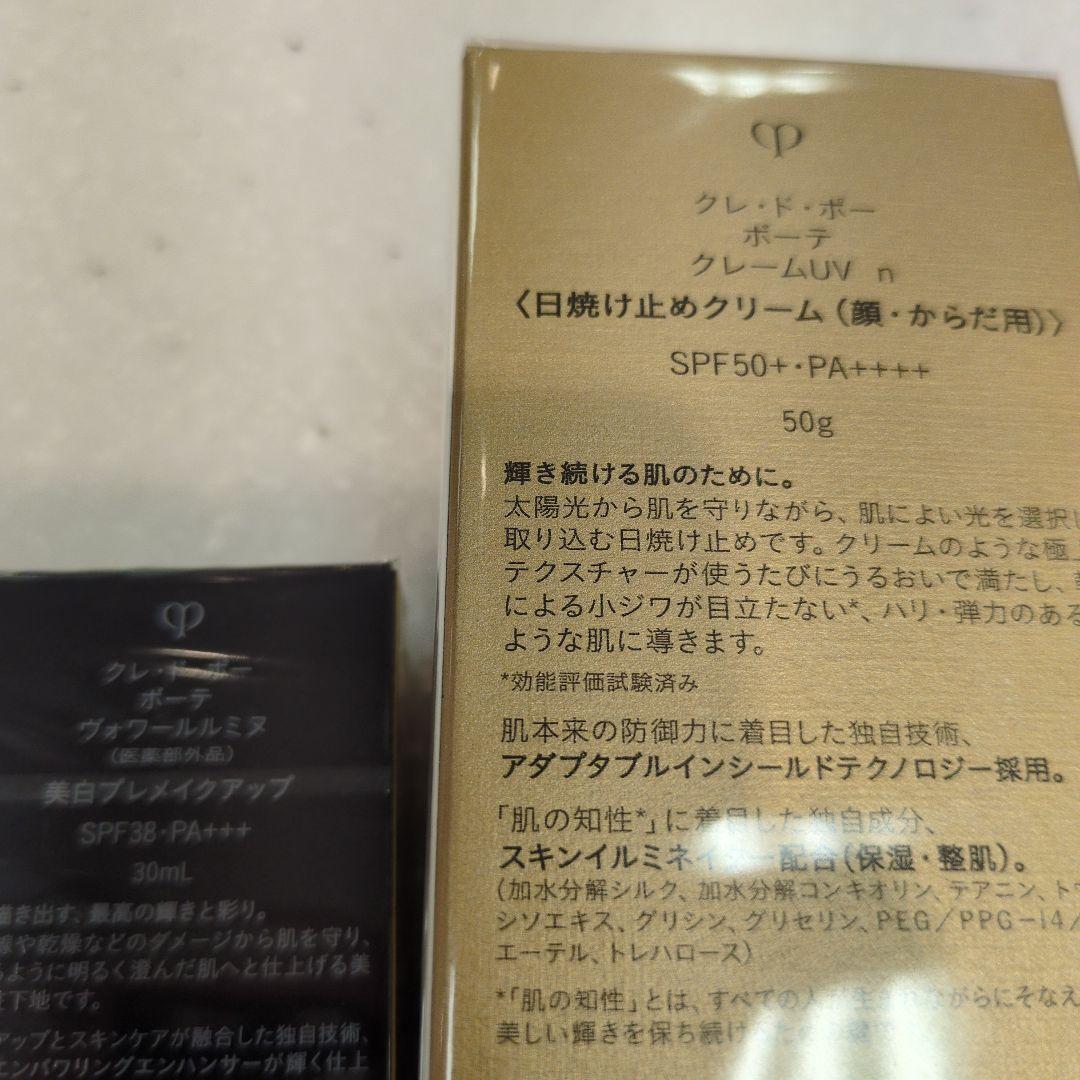 クレ・ド・ポー
ボーテ
クレームUV n
〈日焼け止めクリーム(顔・からだ用)〉
SPF50+・PA++++
50g
輝き続ける肌のために。
太陽光から肌を守りながら、肌によい光を選択
取り込む日焼け止めです。クリームのような極
テクスチャーが使うたびにうるおいで満たし、
による小ジワが目立たない*、ハリ・弾力のある
ような肌に導きます。
*効能評価試験済み
肌本来の防御力に着目した独自技術、
アダプタブルインシールドテクノロジー採用。
「肌の知性*」に着目した独自成分、
スキンイルミネイター配合(保湿・整肌)。
(加水分解シルク、加水分解コンキオリン、テアニン、ト
シソエキス、グリシン、グリセリン、PEG/PPG-14/
エーテル、トレハロース)
*「肌の知性」とは、すべての人が生まれながらにそなえ
美しい輝きを保ち続け
クレ・ド・ポー
ボーテ
ヴォワールルミヌ
(医薬部外品)
美白プレメイクアップ
SPF38・PA+++
30mL
描き出す、最高の輝きと彩り。
線や乾燥などのダメージから肌を守り、
るように明るく澄んだ肌へと仕上げる美
下地です。
アップとスキンケアが融合した独自技術、
エンパワリングエンハンサーが輝く仕上